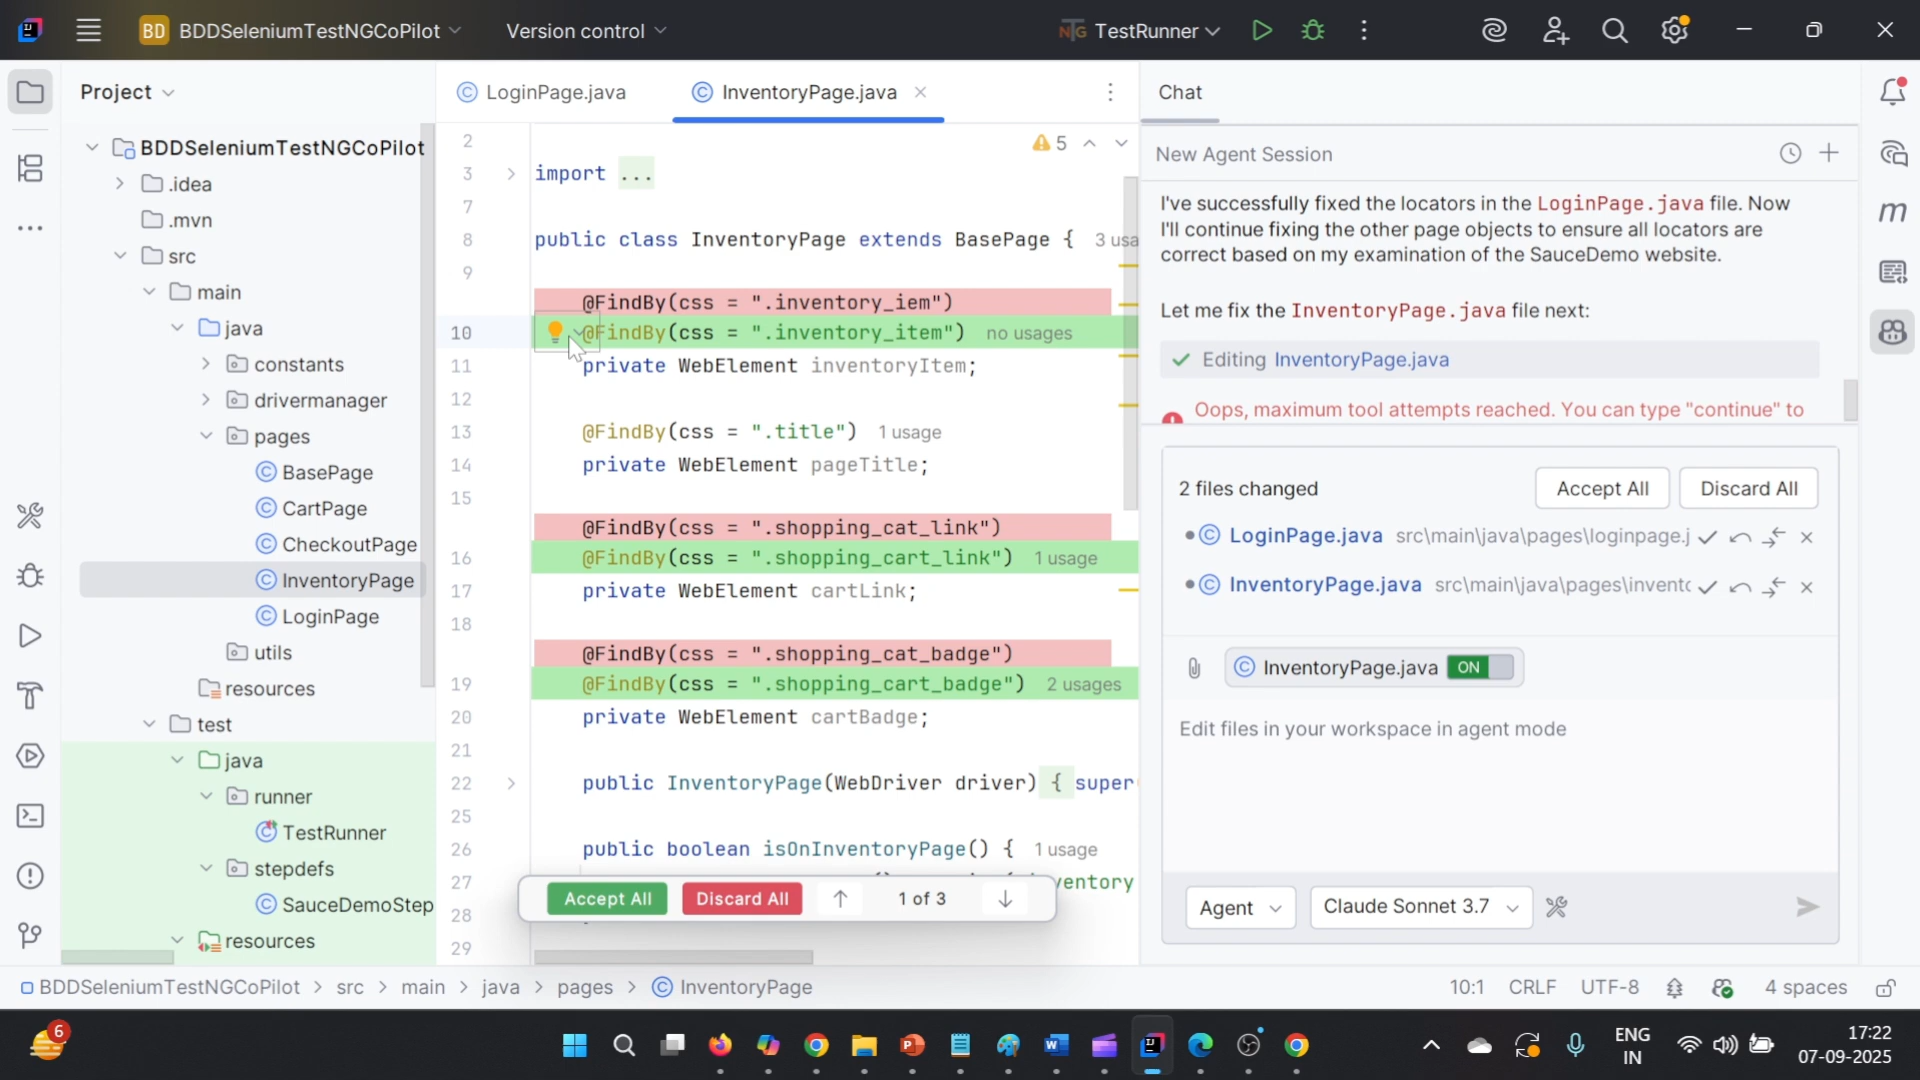 BD BDDSeleniumTestNGCoPilot Version control TestRunner
Project
LoginPage.java InventoryPage.java
Chat
BDDSeleniumTestNGCoPilot
.idea
.mvn
src
main
java
constants
drivermanager
pages
BasePage
CartPage
CheckoutPage
InventoryPage
LoginPage
utils
resources
test
java
runner
TestRunner
stepdefs
SauceDemoStep
resources
5
2
3 import ...
7
8 public class InventoryPage extends BasePage { 3 usa
9
@FindBy(css = ".inventory_iem")
10 @FindBy(css = ".inventory_item") no usages
11 private WebElement inventoryItem;
12
13 @FindBy(css = ".title") 1 usage
14 private WebElement pageTitle;
15
@FindBy(css = ".shopping_cat_link")
16 @FindBy(css = ".shopping_cart_link") 1 usage
17 private WebElement cartLink;
18
@FindBy(css = ".shopping_cat_badge")
19 @FindBy(css = ".shopping_cart_badge") 2 usages
20 private WebElement cartBadge;
21
22 public InventoryPage(WebDriver driver) { super(
25
26 public boolean isOnInventoryPage() { 1 usage
27 ventory
28
29
Accept All Discard All 1 of 3
New Agent Session
I've successfully fixed the locators in the LoginPage.java file. Now
I'll continue fixing the other page objects to ensure all locators are
correct based on my examination of the SauceDemo website.
Let me fix the InventoryPage.java file next:
Editing InventoryPage.java
Oops, maximum tool attempts reached. You can type "continue" to
2 files changed Accept All Discard All
LoginPage.java src\main\java\pages\loginpage.j
InventoryPage.java src\main\java\pages\invento
InventoryPage.java ON
Edit files in your workspace in agent mode
Agent Claude Sonnet 3.7
BDDSeleniumTestNGCoPilot > src > main > java > pages > InventoryPage 10:1 CRLF UTF-8 4 spaces
6
ENG
IN
17:22
07-09-2025